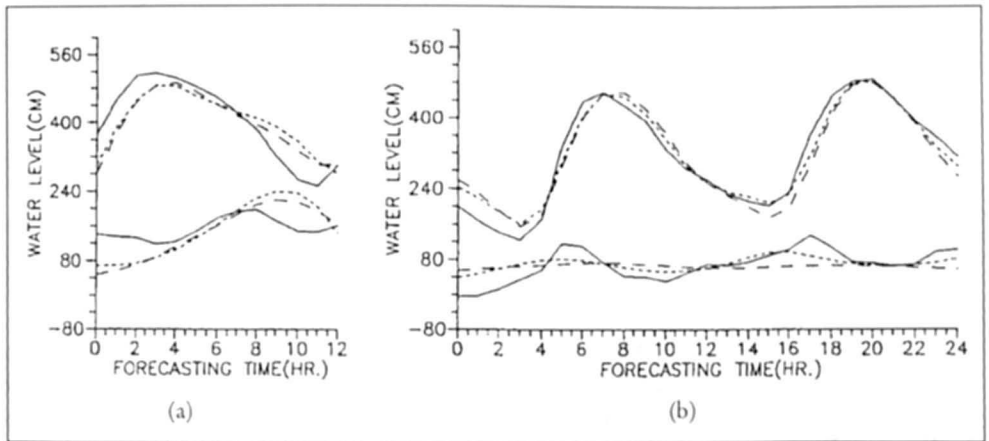 WATER LEVEL(CM)
560
400
240
80
-80
0 2 4 6 8 10 12
FORECASTING TIME(HR.)
(a)
WATER LEVEL(CM)
560
400
240
80
-80
0 2 4 6 8 10 12 14 16 18 20 22 24
FORECASTING TIME(HR.)
(b)